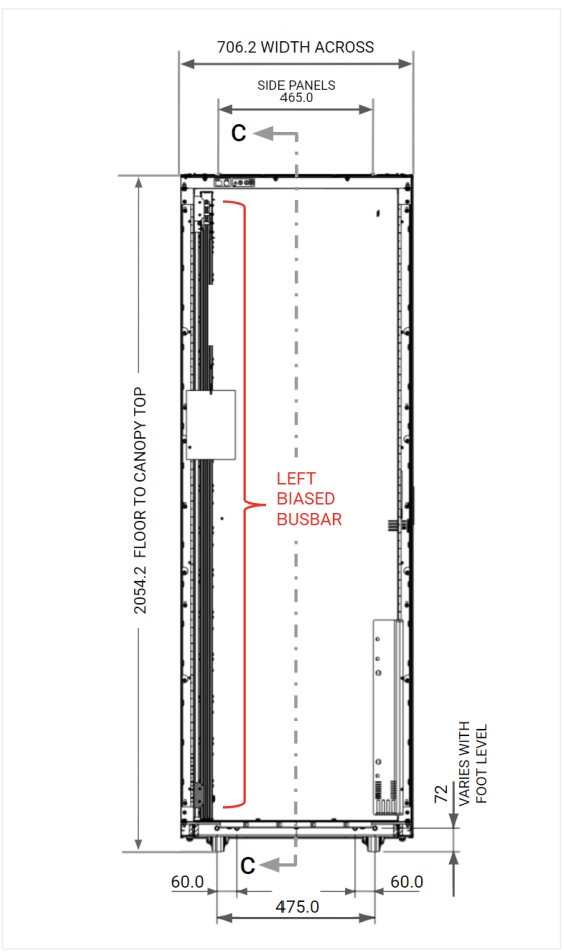 706.2 WIDTH ACROSS
SIDE PANELS
465.0
C
2054.2 FLOOR TO CANOPY TOP
LEFT
BIASED
BUSBAR
72
VARIES WITH
FOOT LEVEL
C
60.0
60.0
475.0